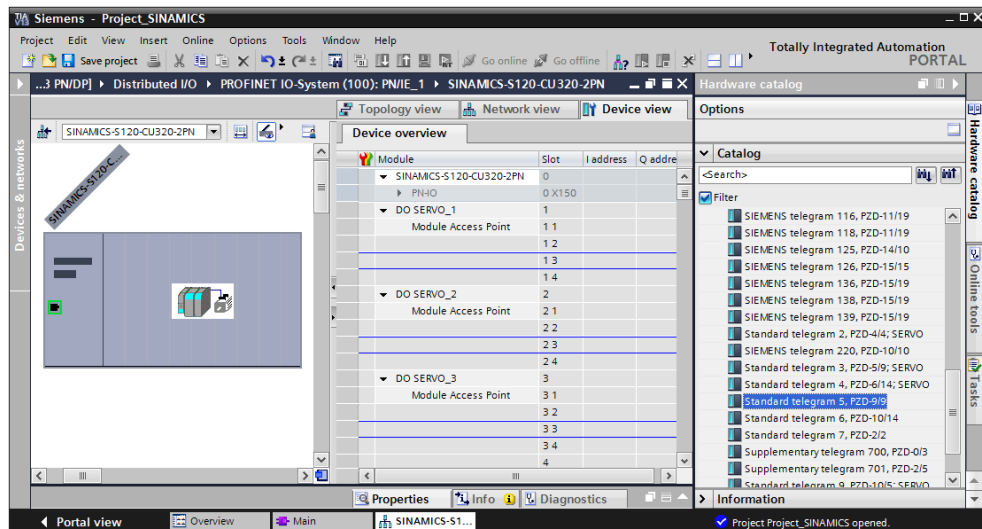 Siemens - Project_SINAMICS
Project Edit View Insert Online Options Tools Window Help
Totally Integrated Automation
PORTAL
Save project
Go online
Go offline
...3 PN/DP] Distributed I/O PROFINET IO-System (100): PN/IE_1 SINAMICS-S120-CU320-2PN
Hardware catalog
Topology view
Network view
Device view
Options
SINAMICS-S120-CU320-2PN
Devices & networks
SINAMICS-S120-C...
Device overview
Module Slot I address Q addre
SINAMICS-S120-CU320-2PN 0
PN-IO 0 X150
DO SERVO_1 1
Module Access Point 1 1
1 2
1 3
1 4
DO SERVO_2 2
Module Access Point 2 1
2 2
2 3
2 4
DO SERVO_3 3
Module Access Point 3 1
3 2
3 3
3 4
4
Catalog
<Search>
Filter
SIEMENS telegram 116, PZD-11/19
SIEMENS telegram 118, PZD-11/19
SIEMENS telegram 125, PZD-14/10
SIEMENS telegram 126, PZD-15/15
SIEMENS telegram 136, PZD-15/19
SIEMENS telegram 138, PZD-15/19
SIEMENS telegram 139, PZD-15/19
Standard telegram 2, PZD-4/4; SERVO
SIEMENS telegram 220, PZD-10/10
Standard telegram 3, PZD-5/9; SERVO
Standard telegram 4, PZD-6/14; SERVO
Standard telegram 5, PZD-9/9
Standard telegram 6, PZD-10/14
Standard telegram 7, PZD-2/2
Supplementary telegram 700, PZD-0/3
Supplementary telegram 701, PZD-2/5
Standard telegram 9, PZD-10/5; SERVO
Information
Hardware catalog
Online tools
Tasks
Properties
Info
Diagnostics
Portal view
Overview
Main
SINAMICS-S1...
Project Project_SINAMICS opened.